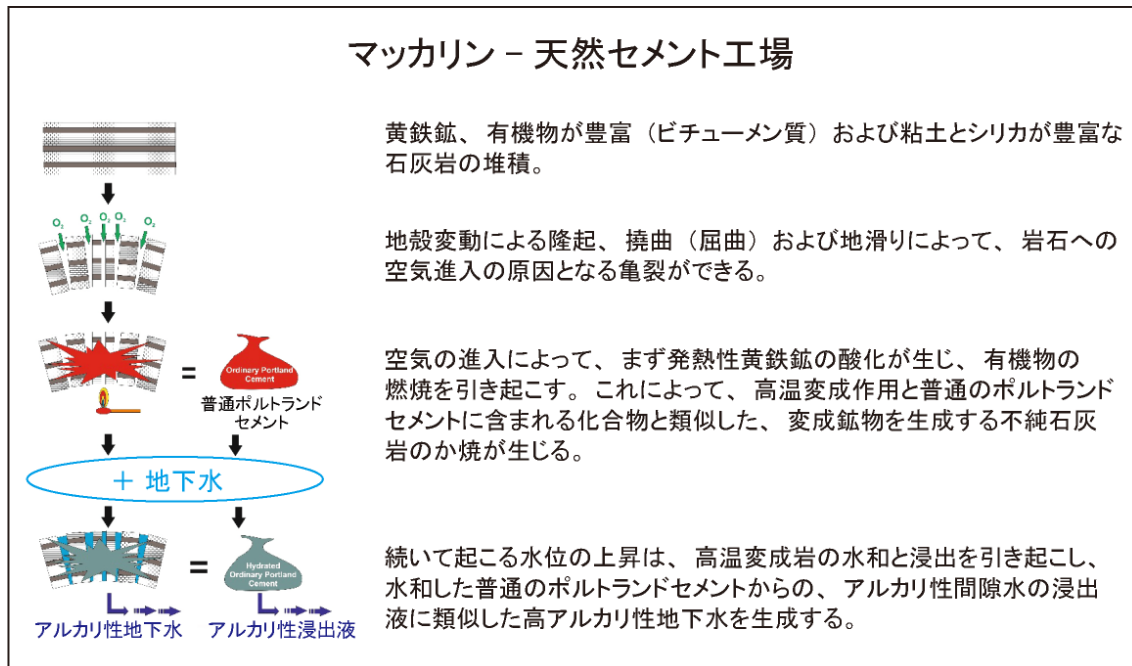 マッカリン – 天然セメント工場
黄鉄鉱、有機物が豊富（ビチューメン質）および粘土とシリカが豊富な
石灰岩の堆積。
O₂ O₂ O₂ O₂ O₂
地殻変動による隆起、撓曲（屈曲）および地滑りによって、岩石への
空気進入の原因となる亀裂ができる。
=
Ordinary Portland
Cement
普通ポルトランド
セメント
空気の進入によって、まず発熱性黄鉄鉱の酸化が生じ、有機物の
燃焼を引き起こす。これによって、高温変成作用と普通のポルトランド
セメントに含まれる化合物と類似した、変成鉱物を生成する不純石灰
岩のか焼が生じる。
＋ 地下水
=
Hydrated
Ordinary Portland
Cement
アルカリ性地下水
アルカリ性浸出液
続いて起こる水位の上昇は、高温変成岩の水和と浸出を引き起こし、
水和した普通のポルトランドセメントからの、アルカリ性間隙水の浸出
液に類似した高アルカリ性地下水を生成する。